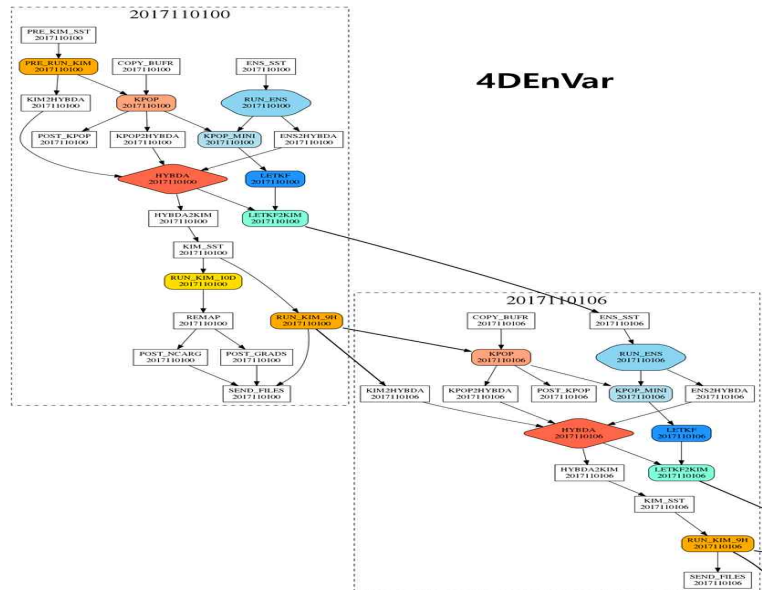 2017110100
4DEnVar
PRE_KIM_SST
2017110100
PRE_RUN_KIM
2017110100
COPY_BUFR
2017110100
ENS_SST
2017110100
KIM2HYBDA
2017110100
KPOP
2017110100
RUN_ENS
2017110100
POST_KPOP
2017110100
KPOP2HYBDA
2017110100
KPOP_MINI
2017110100
ENS2HYBDA
2017110100
HYBDA
2017110100
LETKF
2017110100
HYBDA2KIM
2017110100
LETKF2KIM
2017110100
KIM_SST
2017110100
RUN_KIM_10D
2017110100
REMAP
2017110100
RUN_KIM_9H
2017110100
POST_NCARG
2017110100
POST_GRADS
2017110100
SEND_FILES
2017110100
2017110106
COPY_BUFR
2017110106
ENS_SST
2017110106
KPOP
2017110106
RUN_ENS
2017110106
KIM2HYBDA
2017110106
KPOP2HYBDA
2017110106
POST_KPOP
2017110106
KPOP_MINI
2017110106
ENS2HYBDA
2017110106
HYBDA
2017110106
LETKF
2017110106
HYBDA2KIM
2017110106
LETKF2KIM
2017110106
KIM_SST
2017110106
RUN_KIM_9H
2017110106
SEND_FILES
2017110106